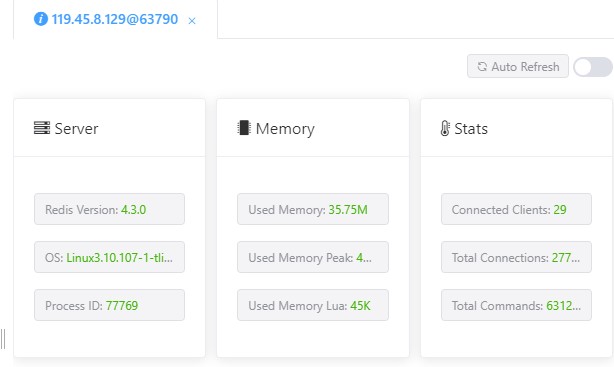 119.45.8.129@63790 ×
Auto Refresh
Server
Redis Version: 4.3.0
OS: Linux3.10.107-1-tli...
Process ID: 77769
Memory
Used Memory: 35.75M
Used Memory Peak: 4...
Used Memory Lua: 45K
Stats
Connected Clients: 29
Total Connections: 277...
Total Commands: 6312...